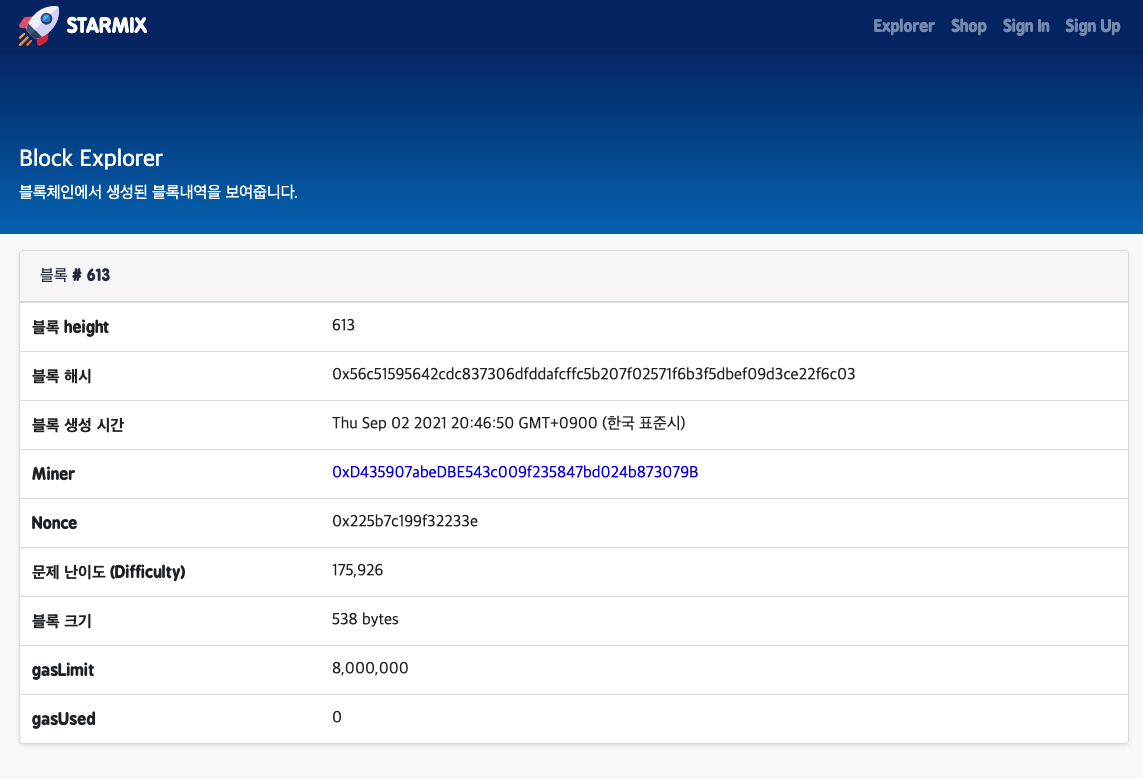 STARMIX
Explorer Shop Sign In Sign Up
Block Explorer
블록체인에서 생성된 블록내역을 보여줍니다.
블록 # 613
블록 height 613
블록 해시 0x56c51595642cdc837306dfddafcffc5b207f02571f6b3f5dbef09d3ce22f6c03
블록 생성 시간 Thu Sep 02 2021 20:46:50 GMT+0900 (한국 표준시)
Miner 0xD435907abeDBE543c009f235847bd024b873079B
Nonce 0x225b7c199f32233e
문제 난이도 (Difficulty) 175,926
블록 크기 538 bytes
gasLimit 8,000,000
gasUsed 0